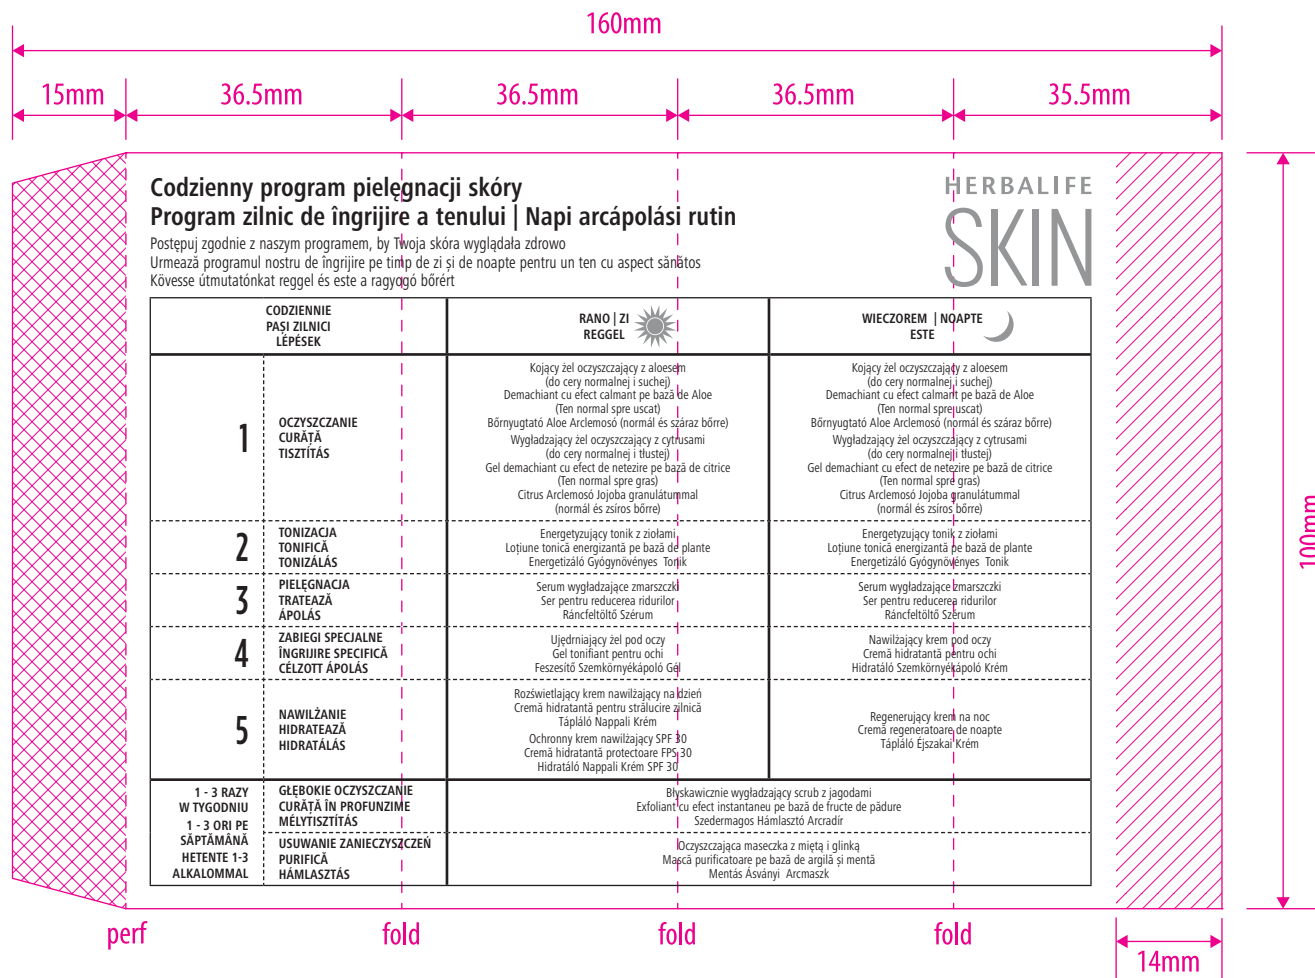 160mm
15mm
36.5mm
36.5mm
36.5mm
35.5mm
Codzienny program pielęgnacji skóry
Program zilnic de îngrijire a tenului | Napi arcápolási rutin
Postępuj zgodnie z naszym programem, by Twoja skóra wyglądała zdrowo
Urmează programul nostru de îngrijire pe timp de zi și de noapte pentru un ten cu aspect sănătos
Kövesse útmutatónkat reggel és este a ragyogó bőrért
HERBALIFE
SKIN
CODZIENNIE
PAȘI ZILNICI
LÉPÉSEK
RANO | ZI
REGGEL
WIECZOREM | NOAPTE
ESTE
1
OCZYSZCZANIE
CURĂȚĂ
TISZTÍTÁS
Kojący żel oczyszczający z aloesem
(do cery normalnej i suchej)
Demachiant cu efect calmant pe bază de Aloe
(Ten normal spre uscat)
Bőrnyugtató Aloe Arclemosó (normál és száraz bőrre)
Wygładzający żel oczyszczający z cytrusami
(do cery normalnej i tłustej)
Gel demachiant cu efect de netezire pe bază de citrice
(Ten normal spre gras)
Citrus Arclemosó Jojoba granulátummal
(normál és zsíros bőrre)
Kojący żel oczyszczający z aloesem
(do cery normalnej i suchej)
Demachiant cu efect calmant pe bază de Aloe
(Ten normal spre uscat)
Bőrnyugtató Aloe Arclemosó (normál és száraz bőrre)
Wygładzający żel oczyszczający z cytrusami
(do cery normalnej i tłustej)
Gel demachiant cu efect de netezire pe bază de citrice
(Ten normal spre gras)
Citrus Arclemosó Jojoba granulátummal
(normál és zsíros bőrre)
2
TONIZACJA
TONIFICĂ
TONIZÁLÁS
Energetyzujący tonik z ziołami
Loțiune tonică energizantă pe bază de plante
Energetizáló Gyógynövényes Tonik
Energetyzujący tonik z ziołami
Loțiune tonică energizantă pe bază de plante
Energetizáló Gyógynövényes Tonik
3
PIELĘGNACJA
TRATEAZĂ
ÁPOLÁS
Serum wygładzające zmarszczki
Ser pentru reducerea ridurilor
Ráncfeltöltő Szérum
Serum wygładzające zmarszczki
Ser pentru reducerea ridurilor
Ráncfeltöltő Szérum
4
ZABIEGI SPECJALNE
ÎNGRIJIRE SPECIFICĂ
CÉLZOTT ÁPOLÁS
Ujędrniający żel pod oczy
Gel tonifiant pentru ochi
Feszesítő Szemkörnyékápoló Gél
Nawilżający krem pod oczy
Cremă hidratantă pentru ochi
Hidratáló Szemkörnyékápoló Krém
5
NAWILŻANIE
HIDRATEAZĂ
HIDRATÁLÁS
Rozświetlający krem nawilżający na dzień
Cremă hidratantă pentru strălucire zilnică
Tápláló Nappali Krém
Ochronny krem nawilżający SPF 30
Cremă hidratantă protectoare FPS 30
Hidratáló Nappali Krém SPF 30
Regenerujący krem na noc
Cremă regeneratoare de noapte
Tápláló Éjszakai Krém
1 - 3 RAZY
W TYGODNIU
1 - 3 ORI PE
SĂPTĂMÂNĂ
HETENTE 1-3
ALKALOMMAL
GŁĘBOKIE OCZYSZCZANIE
CURĂȚĂ ÎN PROFUNZIME
MÉLYTISZTÍTÁS
Błyskawicznie wygładzający scrub z jagodami
Exfoliant cu efect instantaneu pe bază de fructe de pădure
Szedermagos Hámlasztó Arcradír
USUWANIE ZANIECZYSZCZEŃ
PURIFICĂ
HÁMLASZTÁS
Oczyszczająca maseczka z miętą i glinką
Mască purificatoare pe bază de argilă și mentă
Mentás Ásványi Arcmaszk
100mm
perf
fold
fold
fold
14mm